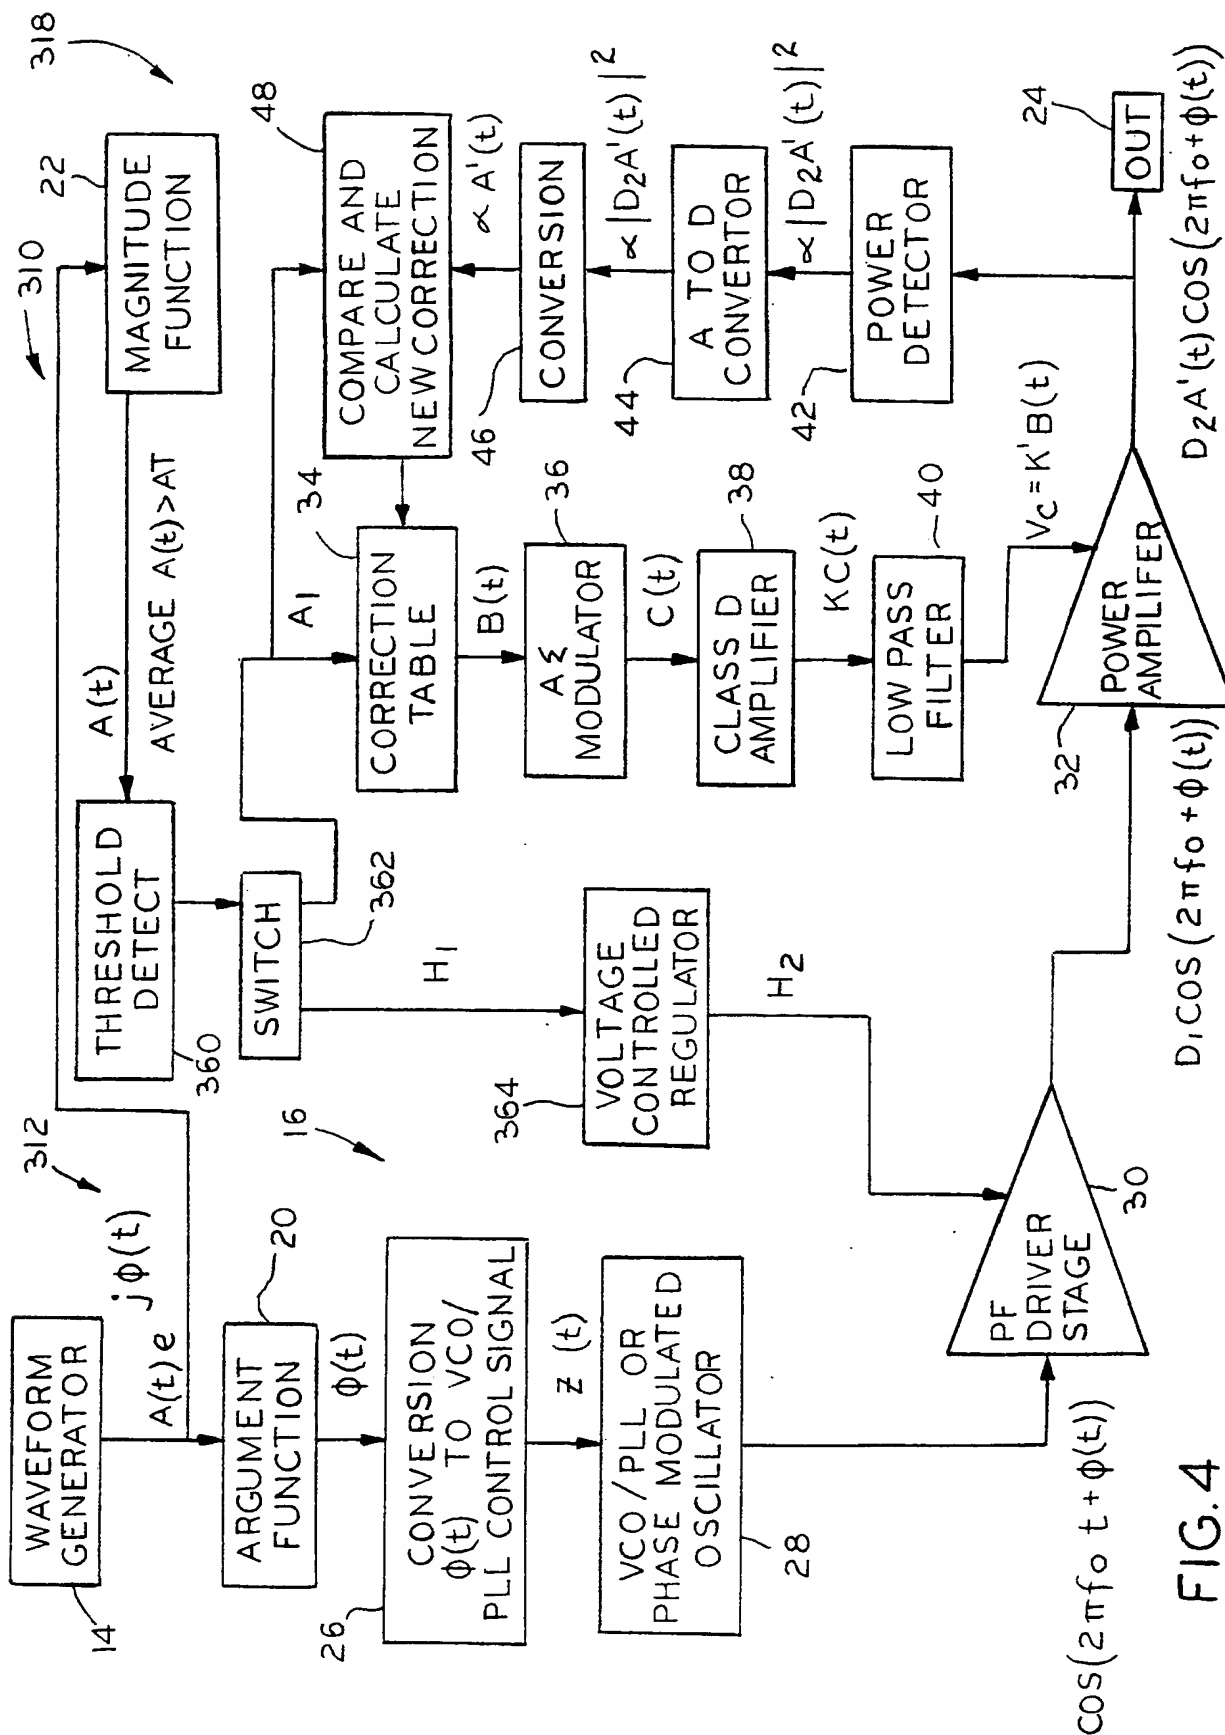 318
310
312
22
MAGNITUDE
FUNCTION
A(t)
AVERAGE A(t)>AT
THRESHOLD
DETECT
360
SWITCH
362
14
WAVEFORM
GENERATOR
A(t)e
jϕ(t)
20
ARGUMENT
FUNCTION
ϕ(t)
26
CONVERSION
ϕ(t) TO VCO/
PLL CONTROL SIGNAL
Z(t)
VCO/PLL OR
PHASE MODULATED
OSCILLATOR
28
16
H1
364
VOLTAGE
CONTROLLED
REGULATOR
H2
COS(2πfo t+ϕ(t))
PF
DRIVER
STAGE
30
D1COS(2πfo+ϕ(t))
A1
34
CORRECTION
TABLE
B(t)
36
A Σ
MODULATOR
C(t)
38
CLASS D
AMPLIFIER
KC(t)
40
LOW PASS
FILTER
VC=K'B(t)
32
POWER
AMPILIFER
48
COMPARE AND
CALCULATE
NEW CORRECTION
∝A'(t)
46
CONVERSION
∝|D2A'(t)|2
44
A TO D
CONVERTOR
∝|D2A'(t)|2
42
POWER
DETECTOR
24
OUT
D2A'(t)COS(2πfo+ϕ(t))
FIG.4